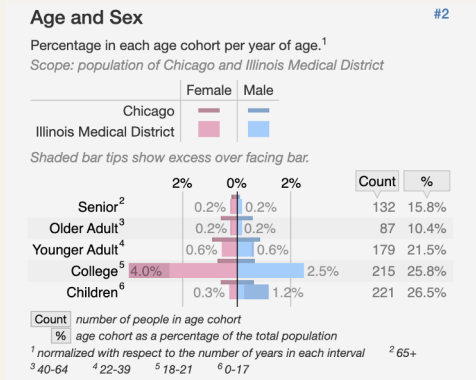 Age and Sex #2
Percentage in each age cohort per year of age.1
Scope: population of Chicago and Illinois Medical District
Female Male
Chicago
Illinois Medical District
Shaded bar tips show excess over facing bar.
2% 0% 2% Count %
Senior2 0.2% 0.2% 132 15.8%
Older Adult3 0.2% 0.2% 87 10.4%
Younger Adult4 0.6% 0.6% 179 21.5%
College5 4.0% 2.5% 215 25.8%
Children6 0.3% 1.2% 221 26.5%
Count number of people in age cohort
% age cohort as a percentage of the total population
1 normalized with respect to the number of years in each interval 2 65+
3 40-64 4 22-39 5 18-21 6 0-17